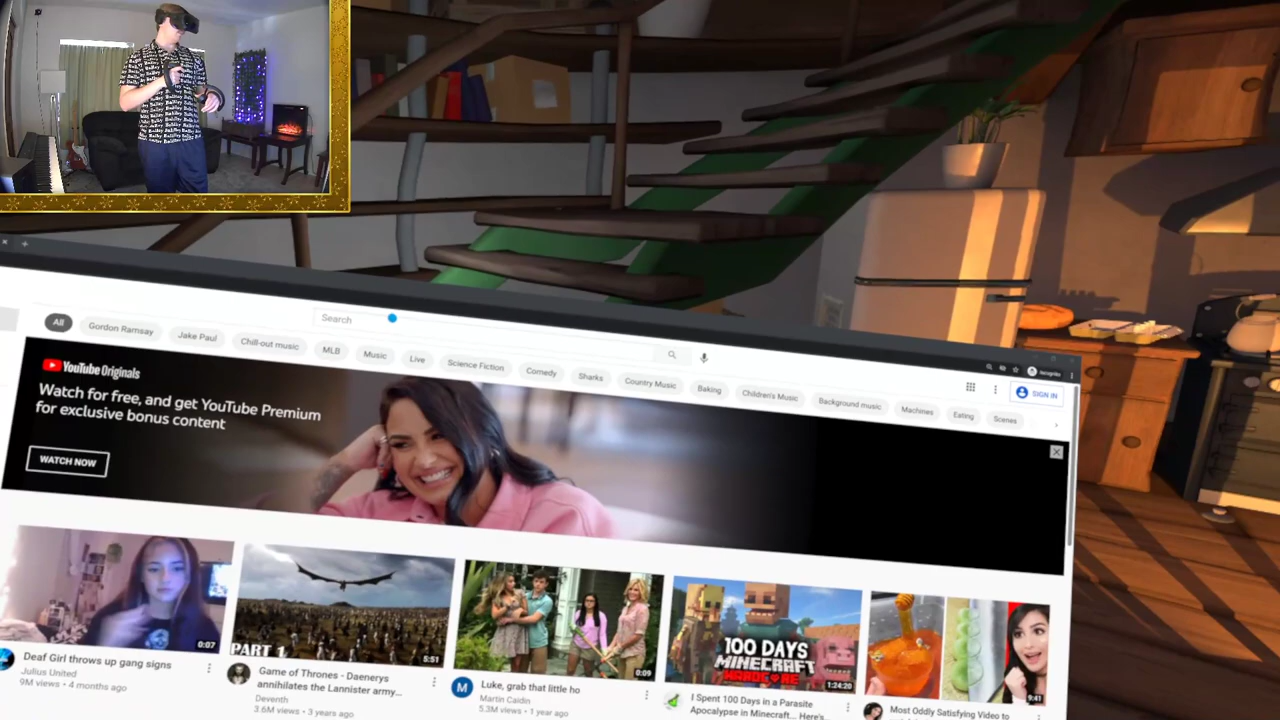 Balley Balley Balley
Search
Incognito
SIGN IN
All
Gordon Ramsay
Jake Paul
Chill-out music
MLB
Music
Live
Science Fiction
Comedy
Sharks
Country Music
Baking
Children's Music
Background music
Machines
Eating
Scenes
YouTube Originals
Watch for free, and get YouTube Premium
for exclusive bonus content
WATCH NOW
0:07
PART 1
5:51
0:09
100 DAYS
MINECRAFT
HARDCORE
1:24:20
9:41
Deaf Girl throws up gang signs
Julius United
9M views • 4 months ago
Game of Thrones - Daenerys
annihilates the Lannister army...
Deventh
3.6M views • 3 years ago
M
Luke, grab that little ho
Martin Caidin
5.3M views • 1 year ago
I Spent 100 Days in a Parasite
Apocalypse in Minecraft... Here's...
Most Oddly Satisfying Video to